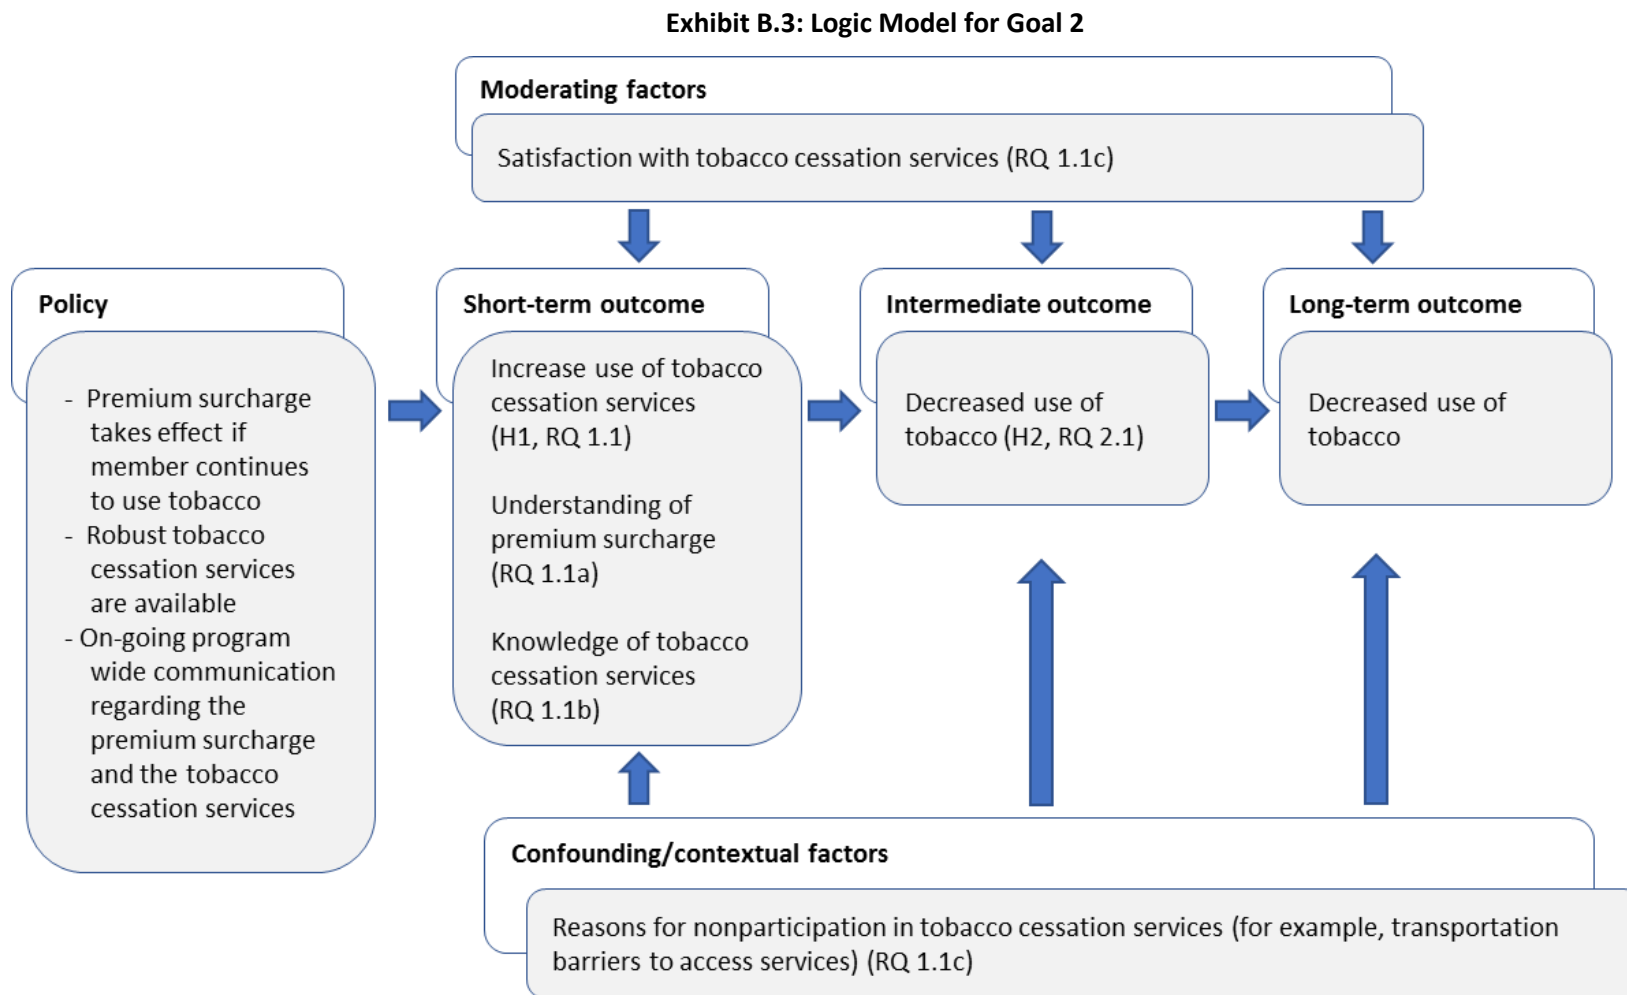 Exhibit B.3: Logic Model for Goal 2
Moderating factors
Satisfaction with tobacco cessation services (RQ 1.1c)
Policy
- Premium surcharge
takes effect if
member continues
to use tobacco
- Robust tobacco
cessation services
are available
- On-going program
wide communication
regarding the
premium surcharge
and the tobacco
cessation services
Short-term outcome
Increase use of tobacco
cessation services
(H1, RQ 1.1)
Understanding of
premium surcharge
(RQ 1.1a)
Knowledge of tobacco
cessation services
(RQ 1.1b)
Intermediate outcome
Decreased use of
tobacco (H2, RQ 2.1)
Long-term outcome
Decreased use of
tobacco
Confounding/contextual factors
Reasons for nonparticipation in tobacco cessation services (for example, transportation
barriers to access services) (RQ 1.1c)